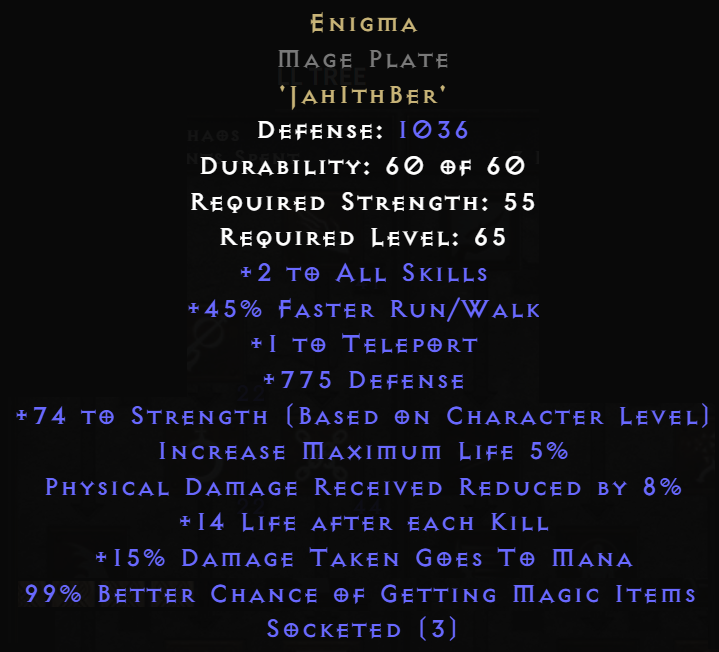 Enigma
Mage Plate
'JahIthBer'
Defense: 1036
Durability: 60 of 60
Required Strength: 55
Required Level: 65
+2 to All Skills
+45% Faster Run/Walk
+1 to Teleport
+775 Defense
+74 to Strength (Based on Character Level)
Increase Maximum Life 5%
Physical Damage Received Reduced by 8%
+14 Life after each Kill
+15% Damage Taken Goes To Mana
99% Better Chance of Getting Magic Items
Socketed (3)